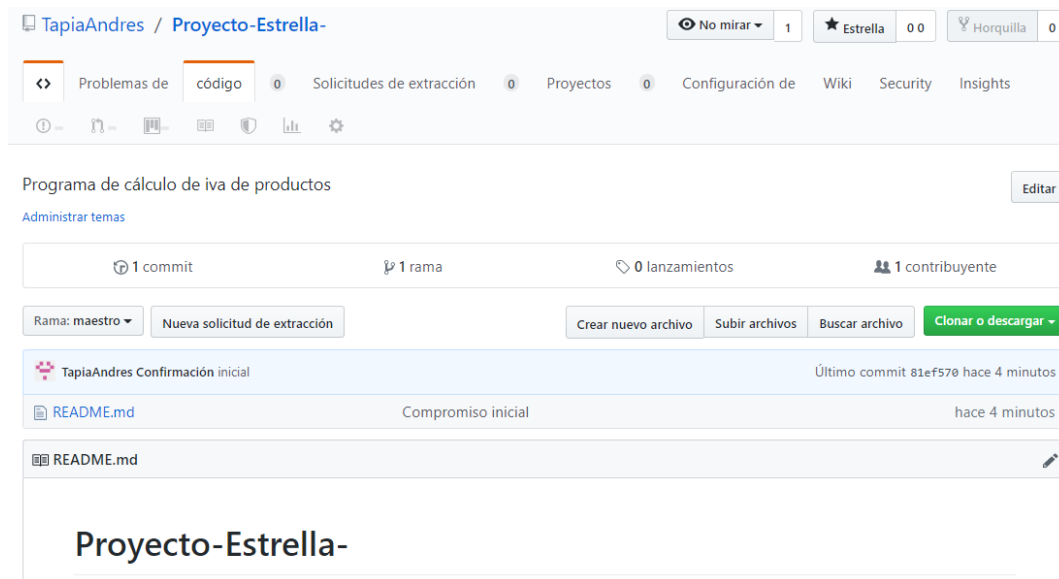 TapiaAndres / Proyecto-Estrella-
No mirar 1 Estrella 0 0 Horquilla 0
Problemas de código 0 Solicitudes de extracción 0 Proyectos 0 Configuración de Wiki Security Insights
Programa de cálculo de iva de productos
Editar
Administrar temas
1 commit 1 rama 0 lanzamientos 1 contribuyente
Rama: maestro Nueva solicitud de extracción Crear nuevo archivo Subir archivos Buscar archivo Clonar o descargar
TapiaAndres Confirmación inicial Último commit 81ef570 hace 4 minutos
README.md Compromiso inicial hace 4 minutos
README.md
Proyecto-Estrella-